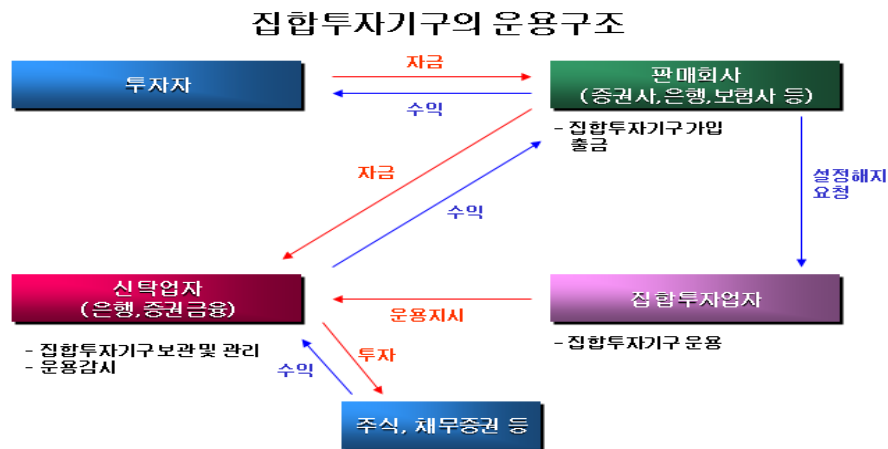 집합투자기구의 운용구조
투자자
자금
수익
판매회사
(증권사,은행,보험사 등)
- 집합투자기구 가입
출금
자금
수익
설정해지
요청
신탁업자
(은행,증권금융)
- 집합투자기구 보관 및 관리
- 운용감시
운용지시
집합투자업자
- 집합투자기구 운용
투자
수익
주식, 채무증권 등